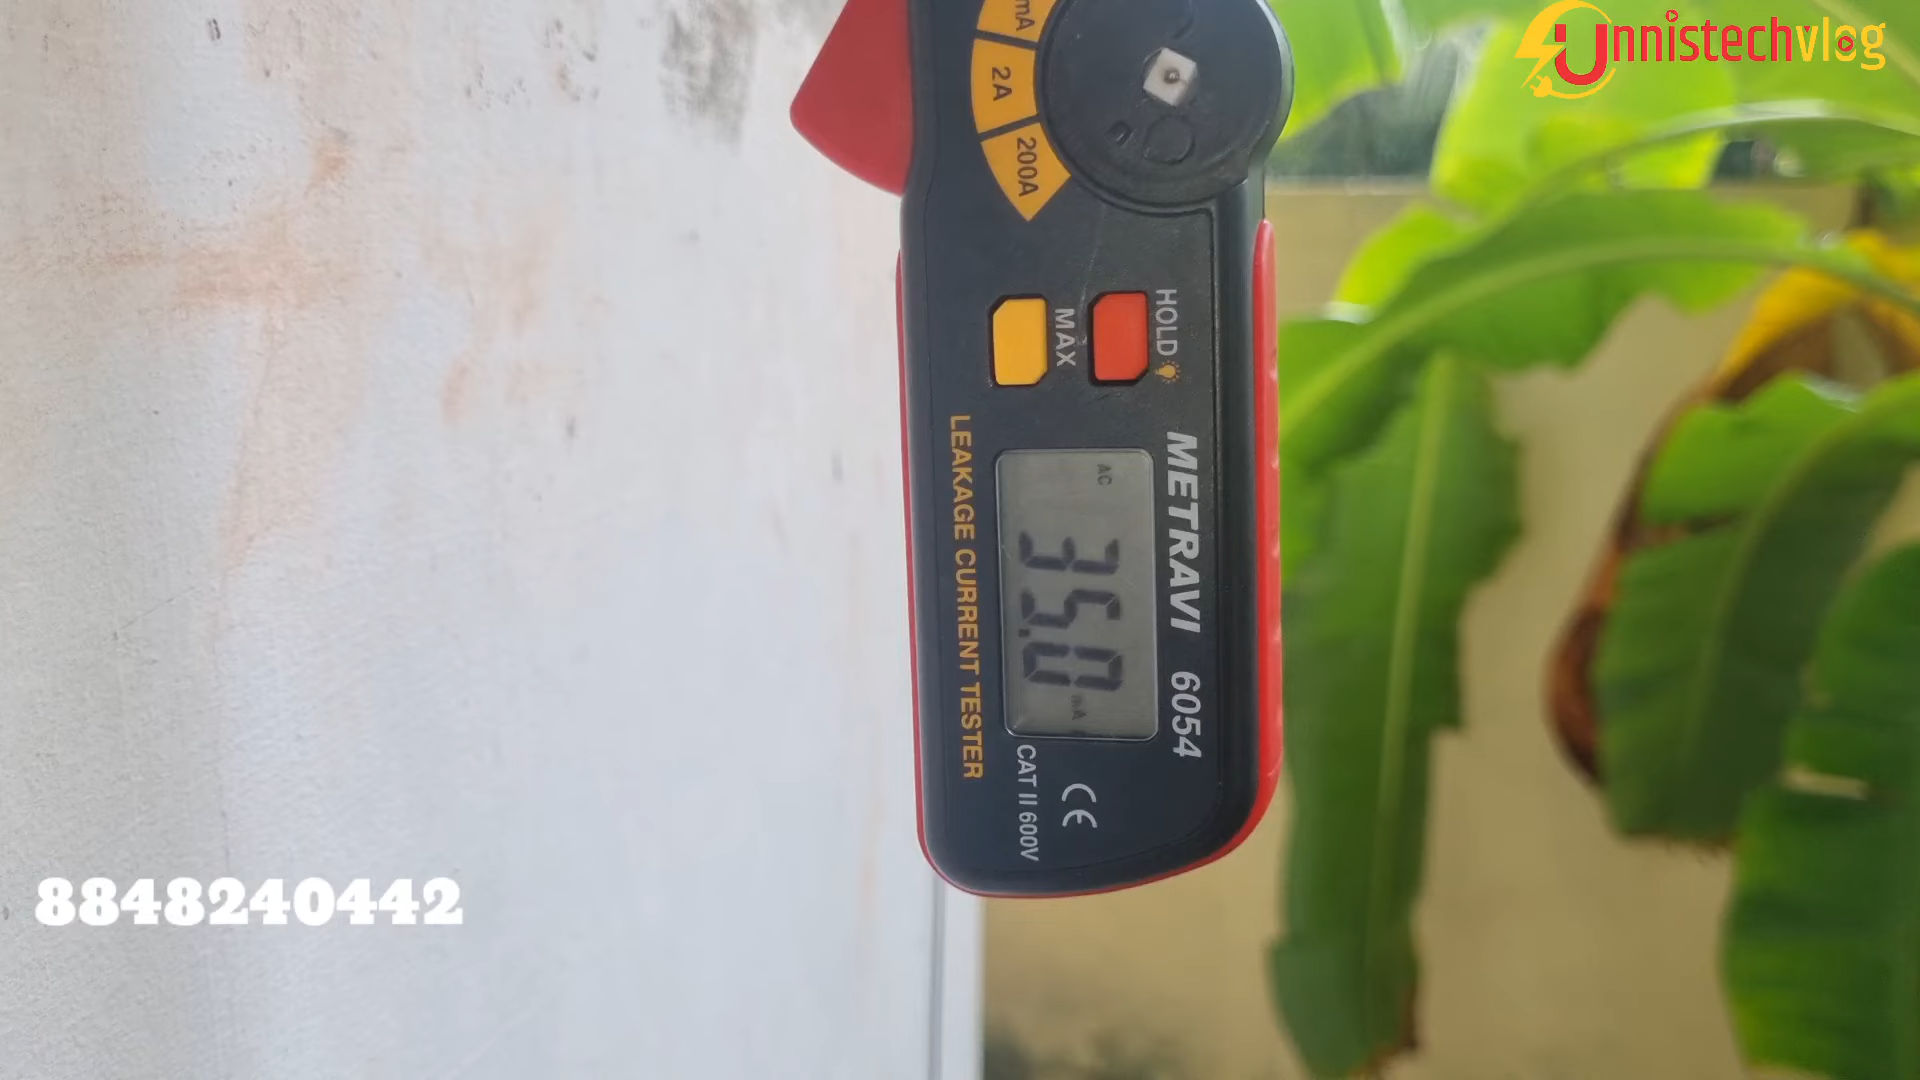 Unnistechvlog
mA
2A
200A
HOLD
MAX
METRAVI 6054
AC
35.0
mA
LEAKAGE CURRENT TESTER
CE
CAT II 600V
8848240442